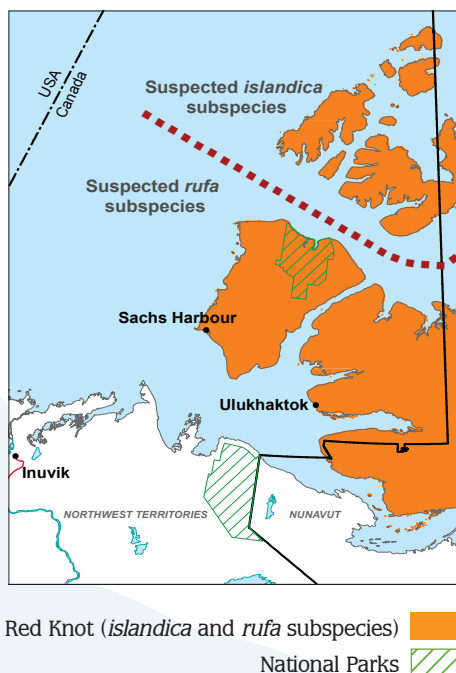 USA
Canada
Suspected islandica
subspecies
Suspected rufa
subspecies
Sachs Harbour
Ulukhaktok
Inuvik
NORTHWEST TERRITORIES
NUNAVUT
Red Knot (islandica and rufa subspecies)
National Parks